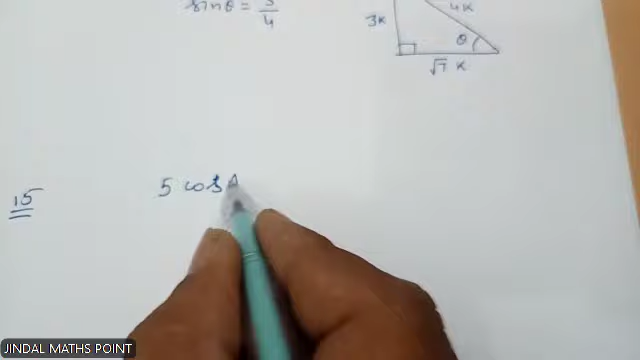 sinθ = 3/4
3K
4K
θ
√7 K
15
5 cos
JINDAL MATHS POINT